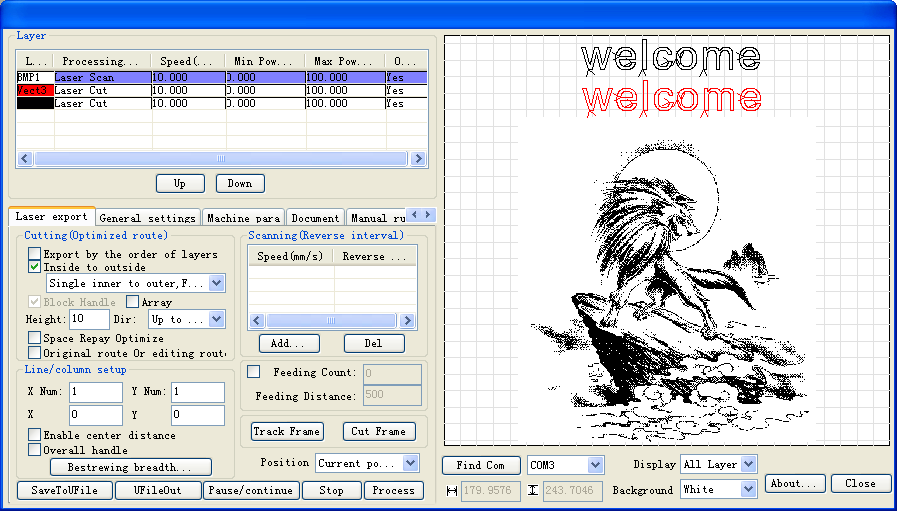 Layer
L... Processing... Speed(... Min Pow... Max Pow... O...
BMP1 Laser Scan 10.000 0.000 100.000 Yes
Vect3 Laser Cut 10.000 0.000 100.000 Yes
Laser Cut 10.000 0.000 100.000 Yes
Up Down
Laser export General settings Machine para Document Manual ru
Cutting(Optimized route)
Export by the order of layers
Inside to outside
Single inner to outer,F...
Block Handle Array
Height: 10 Dir: Up to ...
Space Repay Optimize
Original route Or editing route
Line/column setup
X Num: 1 Y Num: 1
X 0 Y 0
Enable center distance
Overall handle
Bestrewing breadth...
Scanning(Reverse interval)
Speed(mm/s) Reverse ...
Add... Del
Feeding Count: 0
Feeding Distance: 500
Track Frame Cut Frame
Position Current po...
SaveToUFile UFileOut Pause/continue Stop Process
welcome
welcome
Find Com COM3 Display All Layer
179.9576 243.7046 Background White About... Close